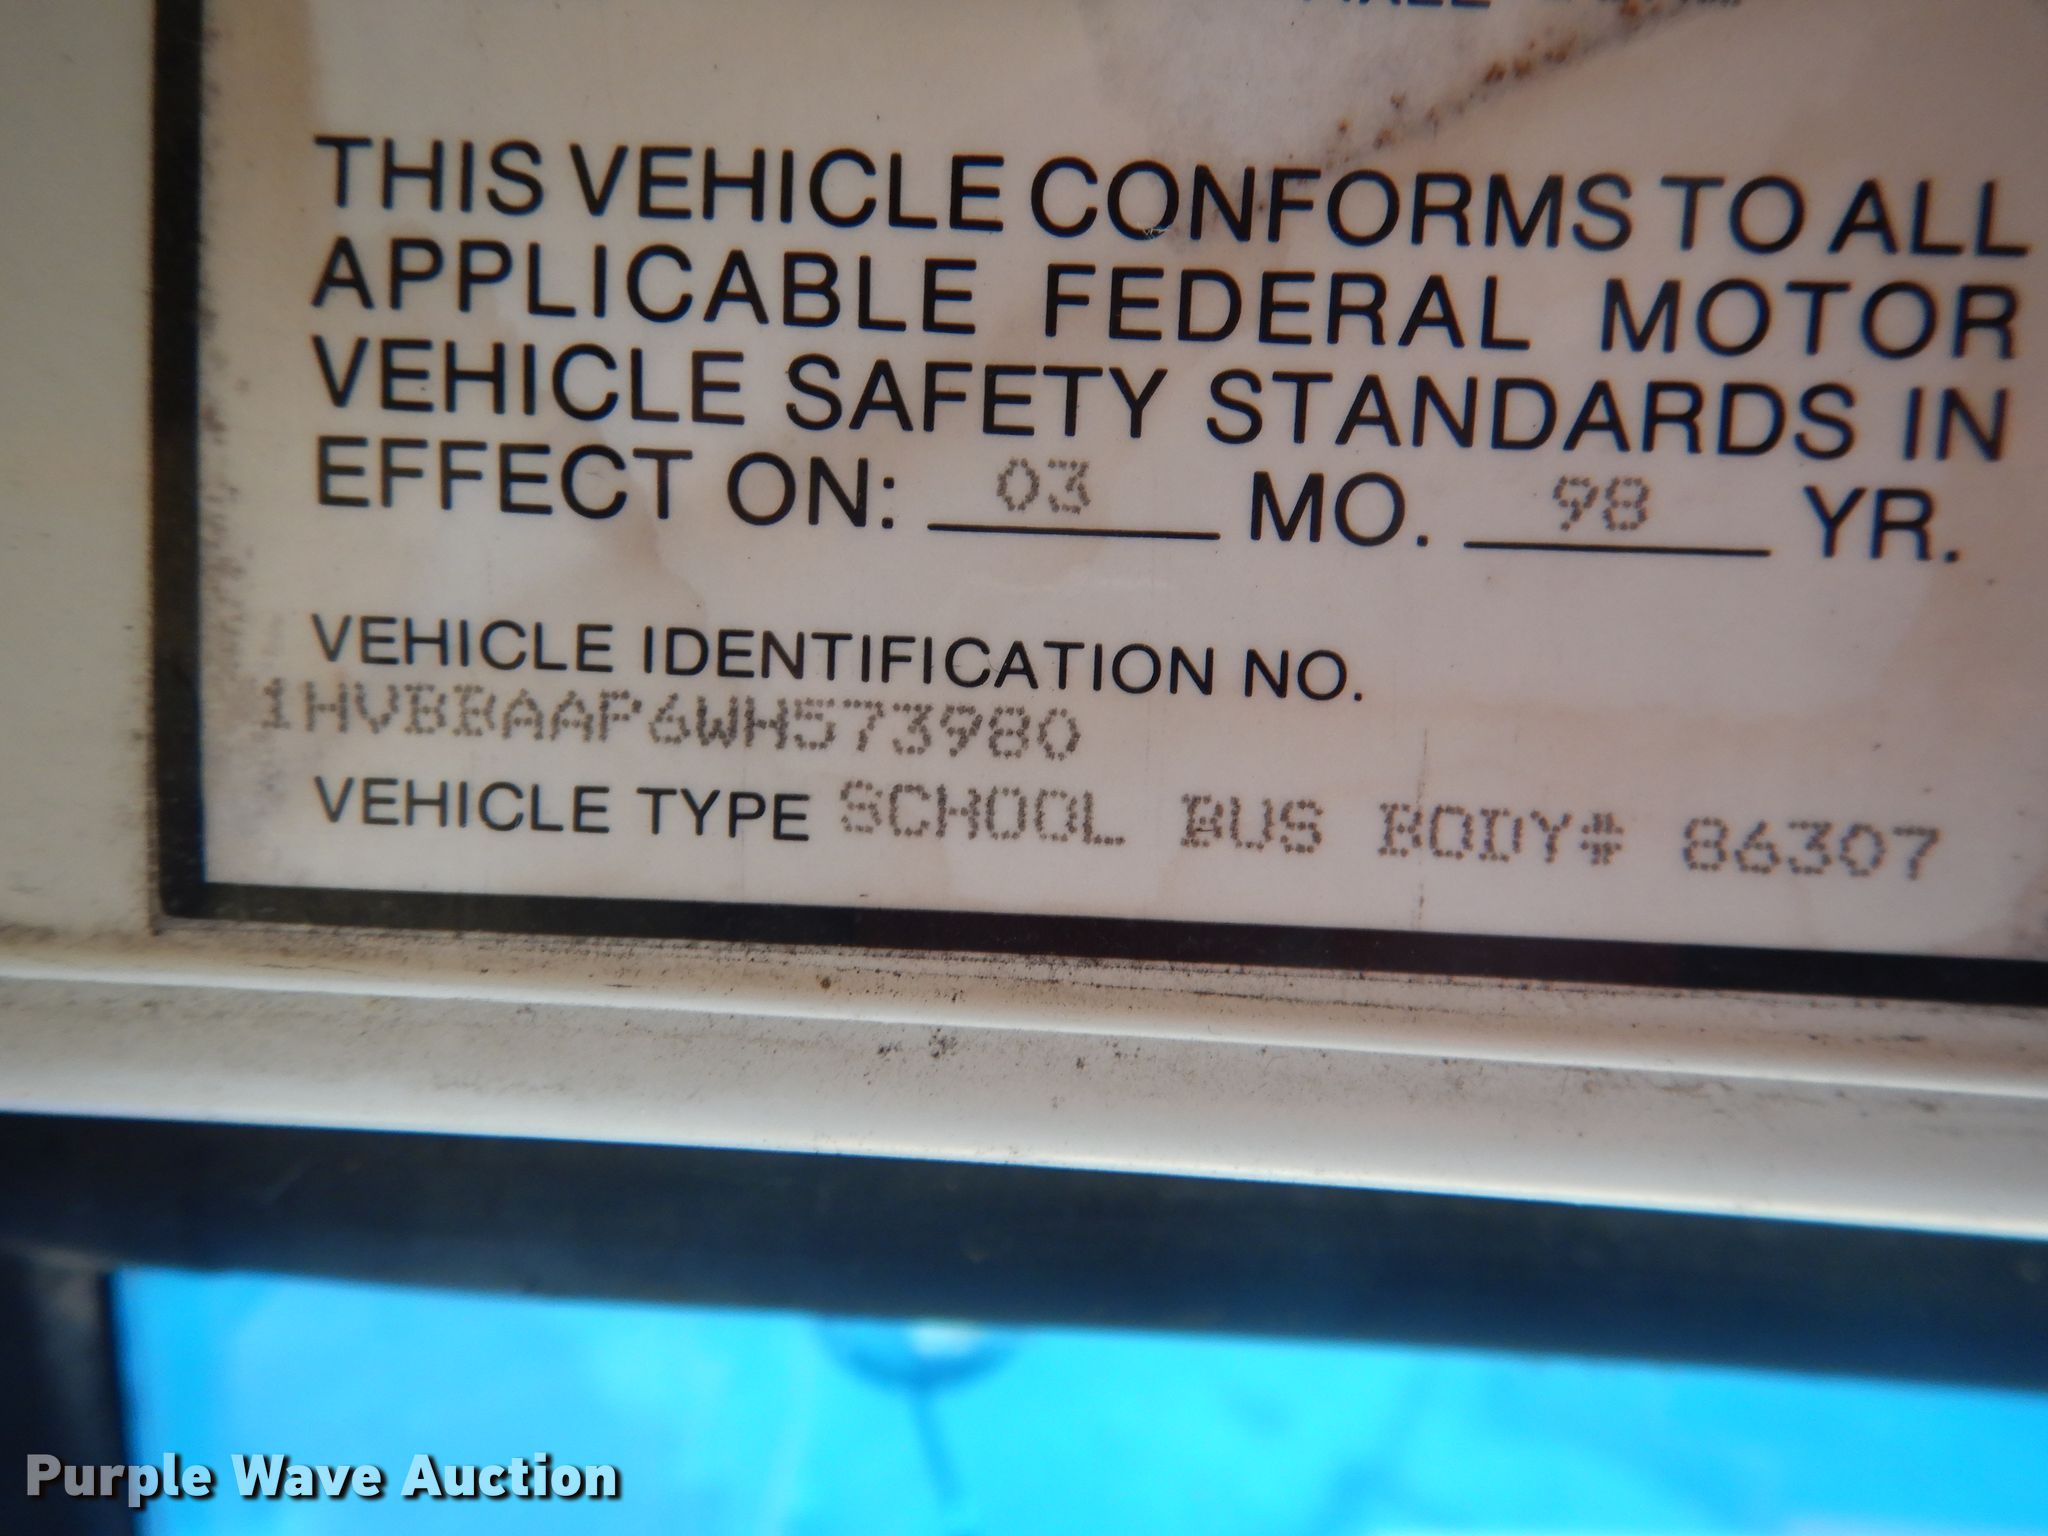 THIS VEHICLE CONFORMS TO ALL
APPLICABLE FEDERAL MOTOR
VEHICLE SAFETY STANDARDS IN
EFFECT ON: 03 MO. 98 YR.
VEHICLE IDENTIFICATION NO.
1HVBBAAP6WH573980
VEHICLE TYPE SCHOOL BUS BODY# 86307
Purple Wave Auction